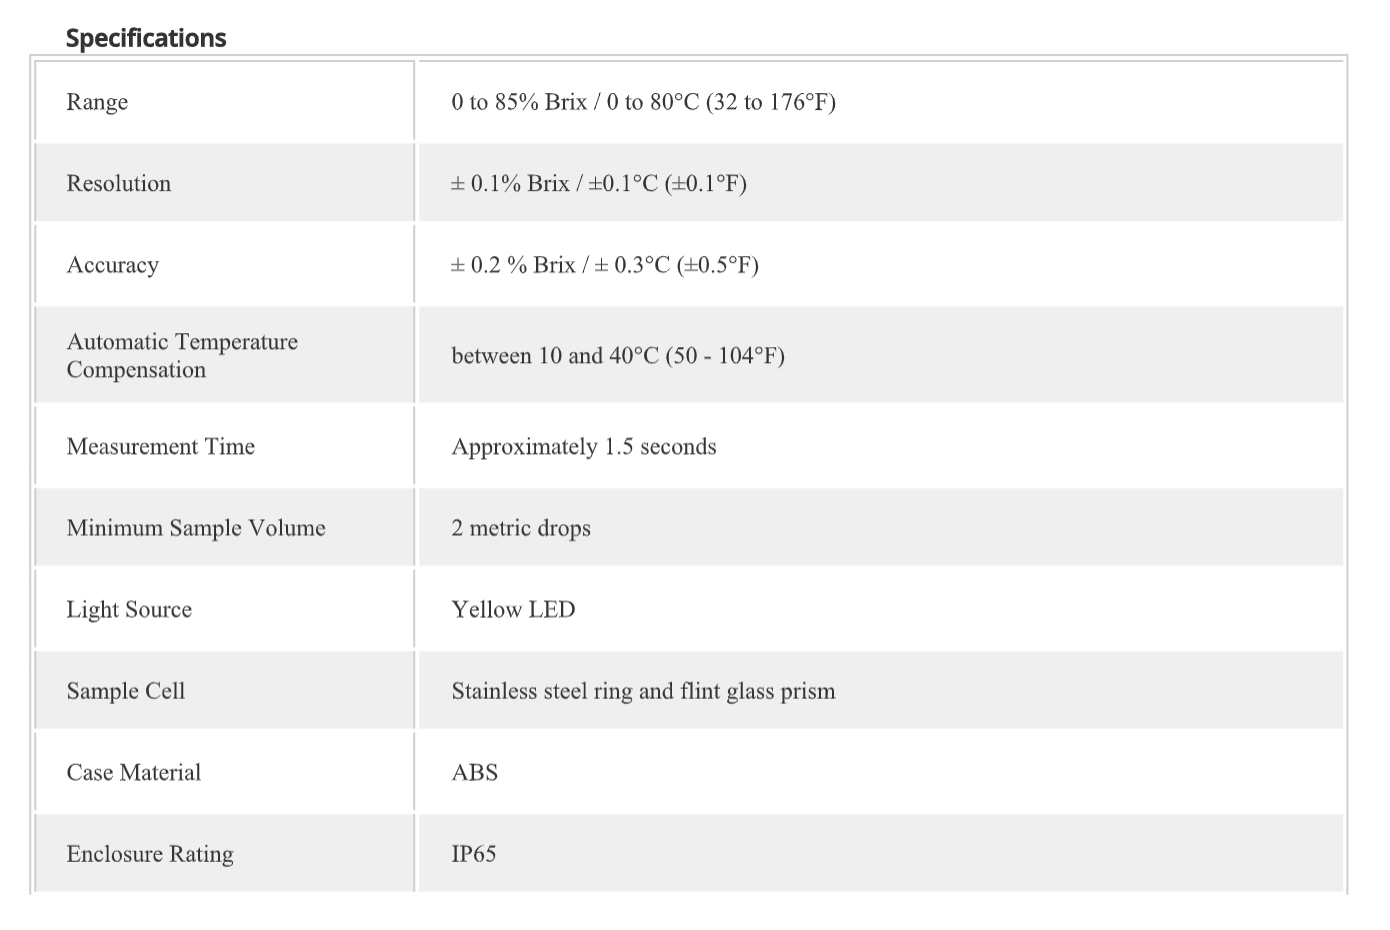 Specifications
Range
0 to 85% Brix / 0 to 80°C (32 to 176°F)
Resolution
± 0.1% Brix / ±0.1°C (±0.1°F)
Accuracy
± 0.2 % Brix / ± 0.3°C (±0.5°F)
Automatic Temperature
Compensation
between 10 and 40°C (50 - 104°F)
Measurement Time
Approximately 1.5 seconds
Minimum Sample Volume
2 metric drops
Light Source
Yellow LED
Sample Cell
Stainless steel ring and flint glass prism
Case Material
ABS
Enclosure Rating
IP65